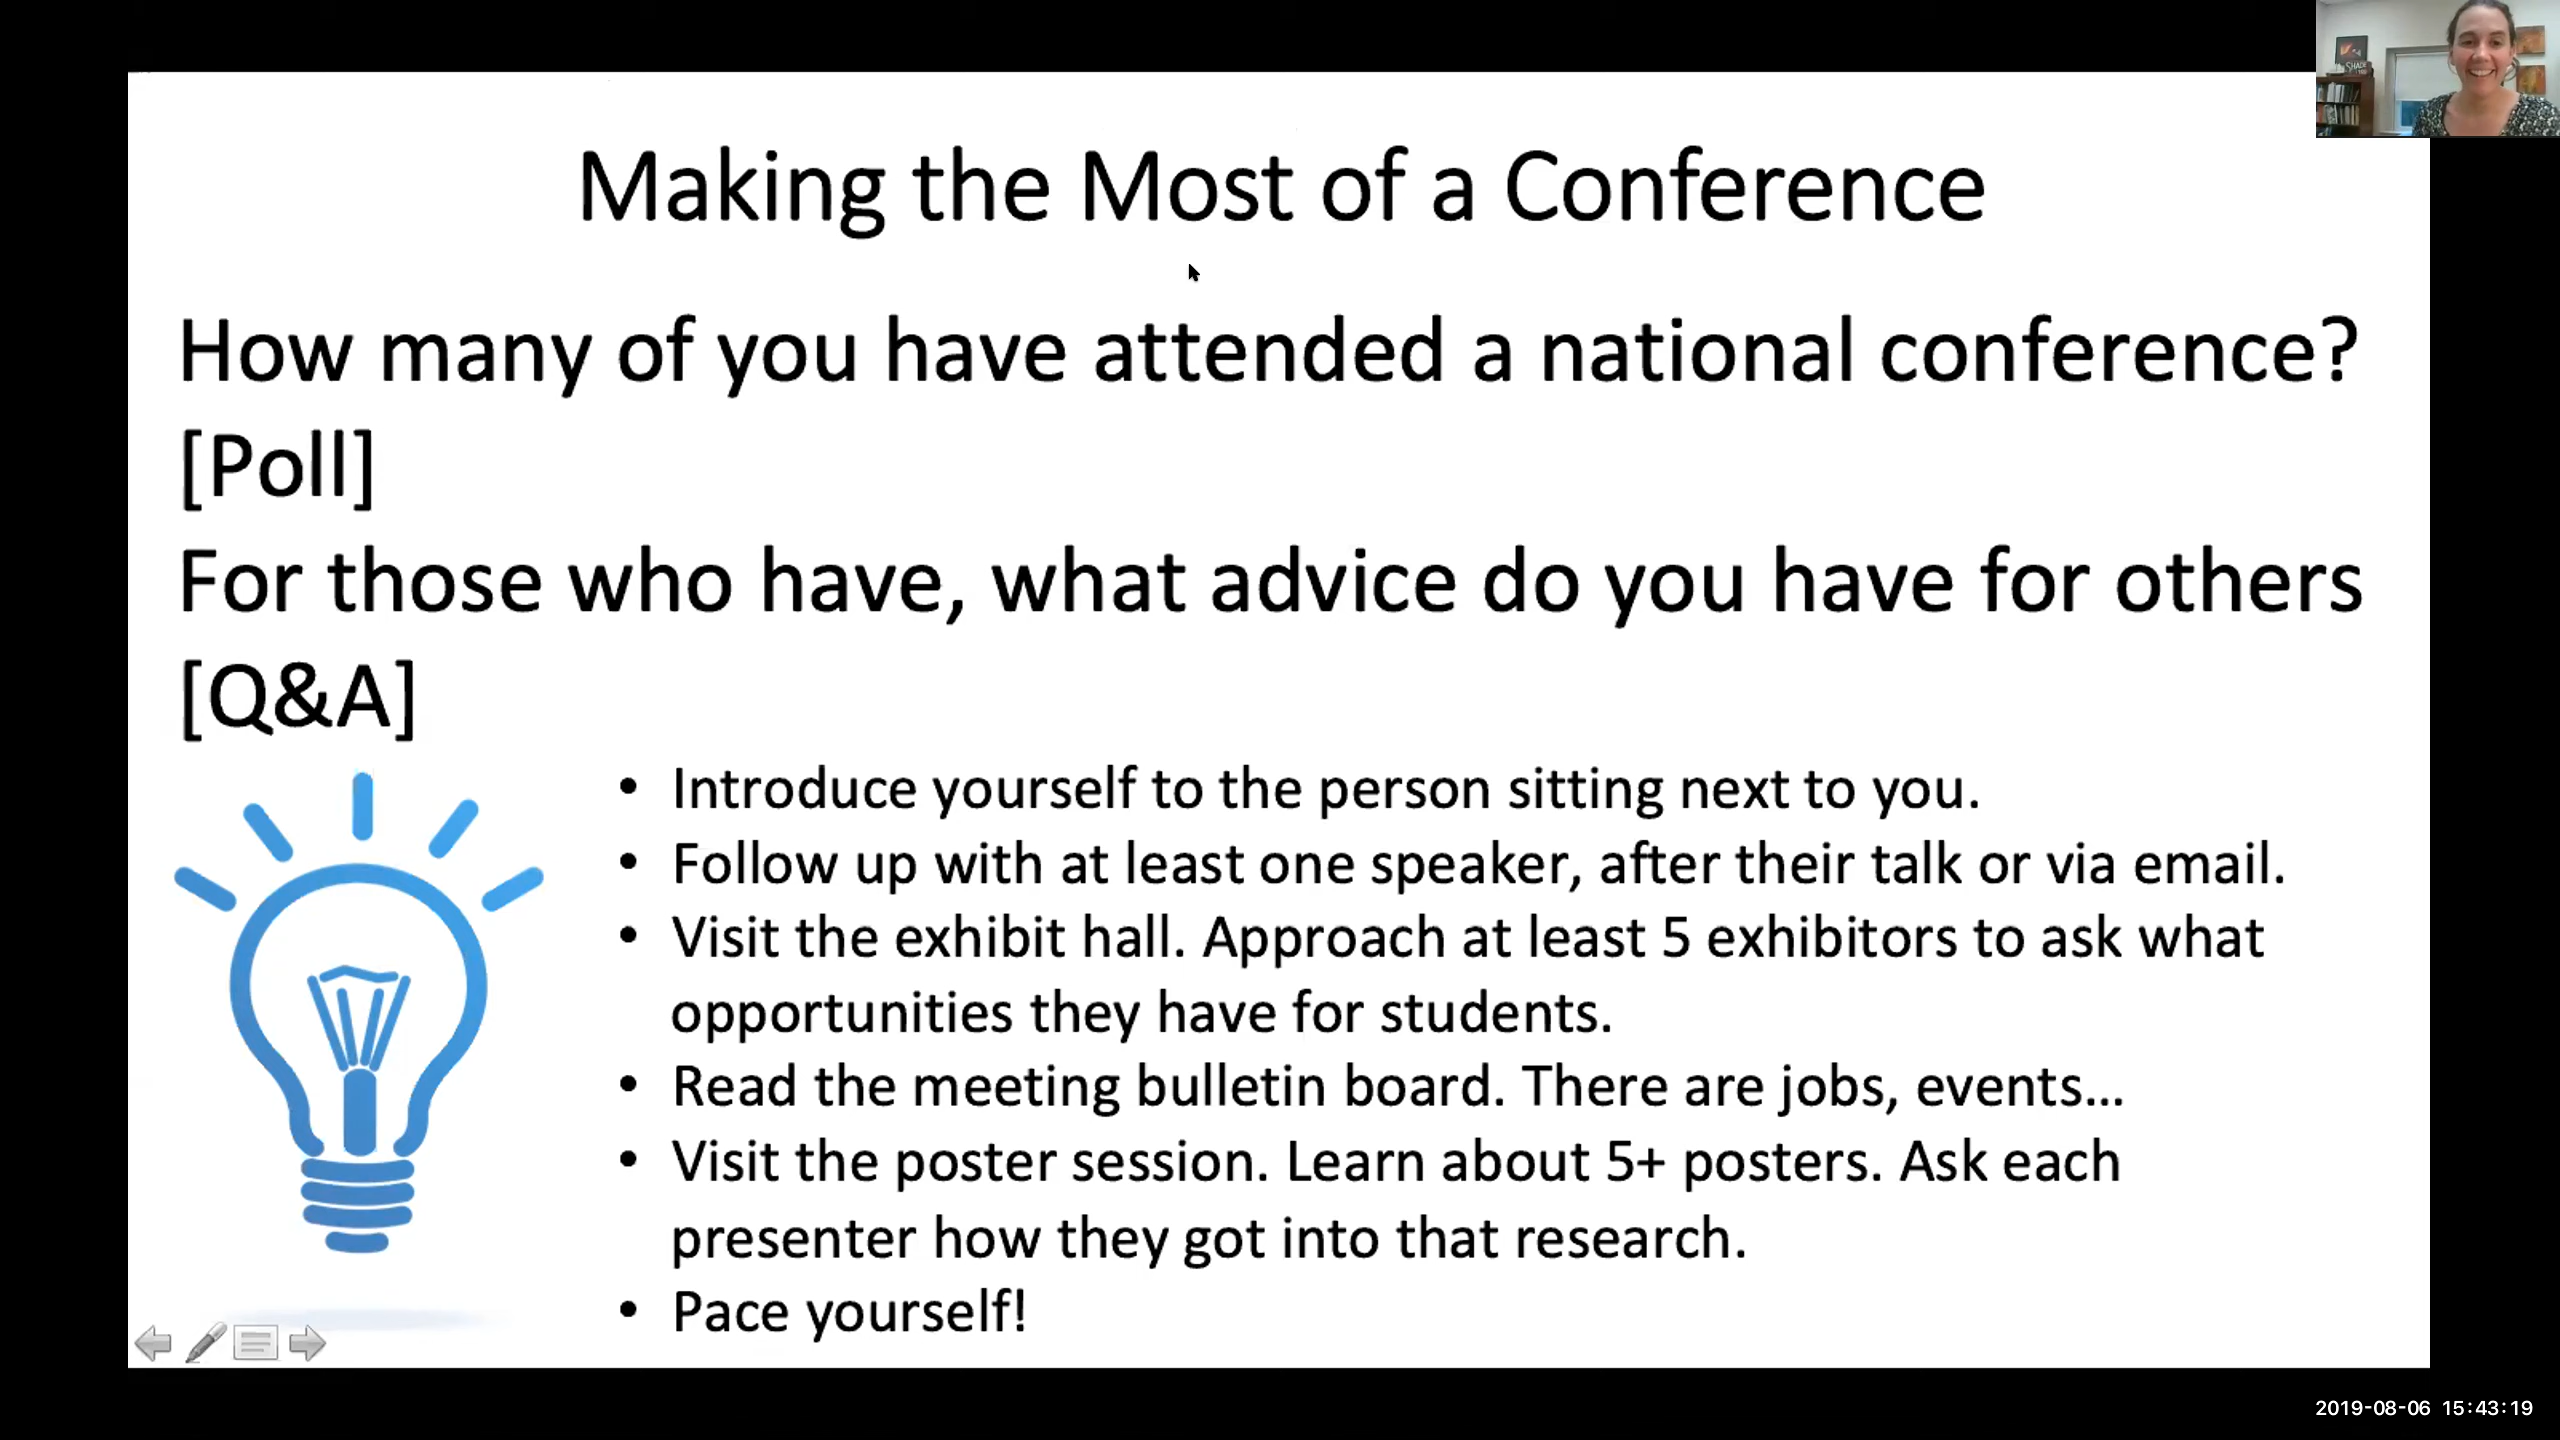 Making the Most of a Conference
How many of you have attended a national conference?
[Poll]
For those who have, what advice do you have for others
[Q&A]
• Introduce yourself to the person sitting next to you.
• Follow up with at least one speaker, after their talk or via email.
• Visit the exhibit hall. Approach at least 5 exhibitors to ask what
opportunities they have for students.
• Read the meeting bulletin board. There are jobs, events…
• Visit the poster session. Learn about 5+ posters. Ask each
presenter how they got into that research.
• Pace yourself!
2019-08-06 15:43:19